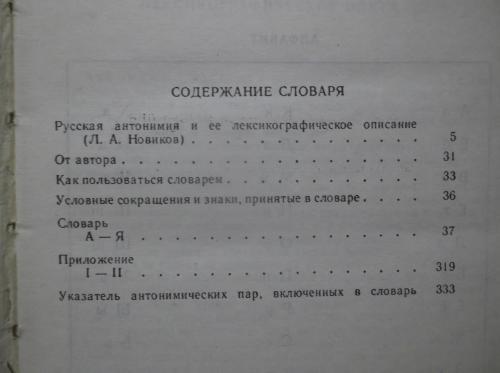 СОДЕРЖАНИЕ СЛОВАРЯ
Русская антонимия и ее лексикографическое описание
(Л. А. Новиков) . . . . . . . . . . . . . 5
От автора . . . . . . . . . . . . . . . . 31
Как пользоваться словарем . . . . . . . . . . 33
Условные сокращения и знаки, принятые в словаре . . . 36
Словарь
А — Я . . . . . . . . . . . . . . . . 37
Приложение
I — II . . . . . . . . . . . . . . . . 319
Указатель антонимических пар, включенных в словарь 333